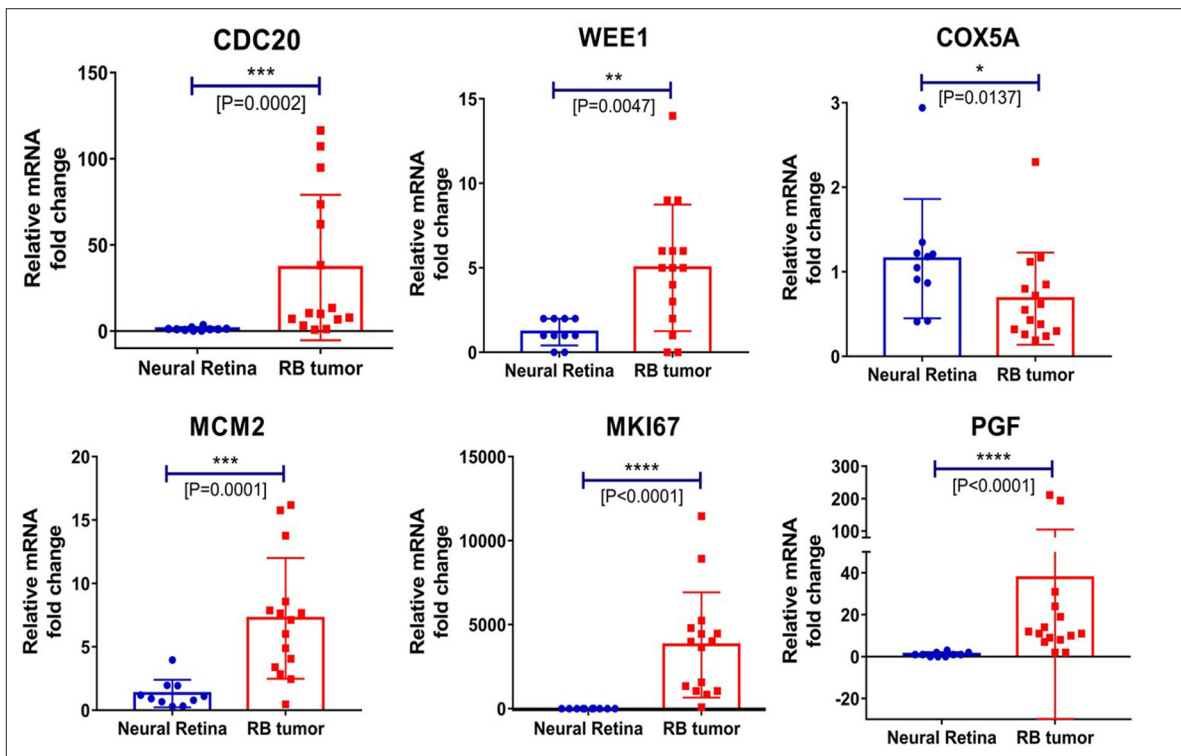 CDC20
***
[P=0.0002]
150
100
50
0
Relative mRNA
fold change
Neural Retina RB tumor
WEE1
**
[P=0.0047]
15
10
5
0
Relative mRNA
fold change
Neural Retina RB tumor
COX5A
*
[P=0.0137]
3
2
1
0
Relative mRNA
fold change
Neural Retina RB tumor
MCM2
***
[P=0.0001]
20
15
10
5
0
Relative mRNA
fold change
Neural Retina RB tumor
MKI67
****
[P<0.0001]
15000
10000
5000
0
Relative mRNA
fold change
Neural Retina RB tumor
PGF
****
[P<0.0001]
300
200
100
40
20
0
-20
Relative mRNA
fold change
Neural Retina RB tumor